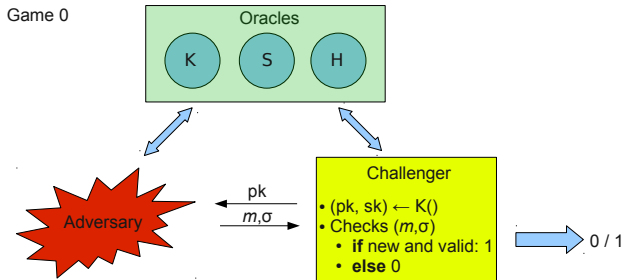 Game 0
Oracles
K S H
Challenger
pk
• (pk, sk) ← K()
Adversary
m,σ
• Checks (m,σ)
• if new and valid: 1
• else 0
0 / 1